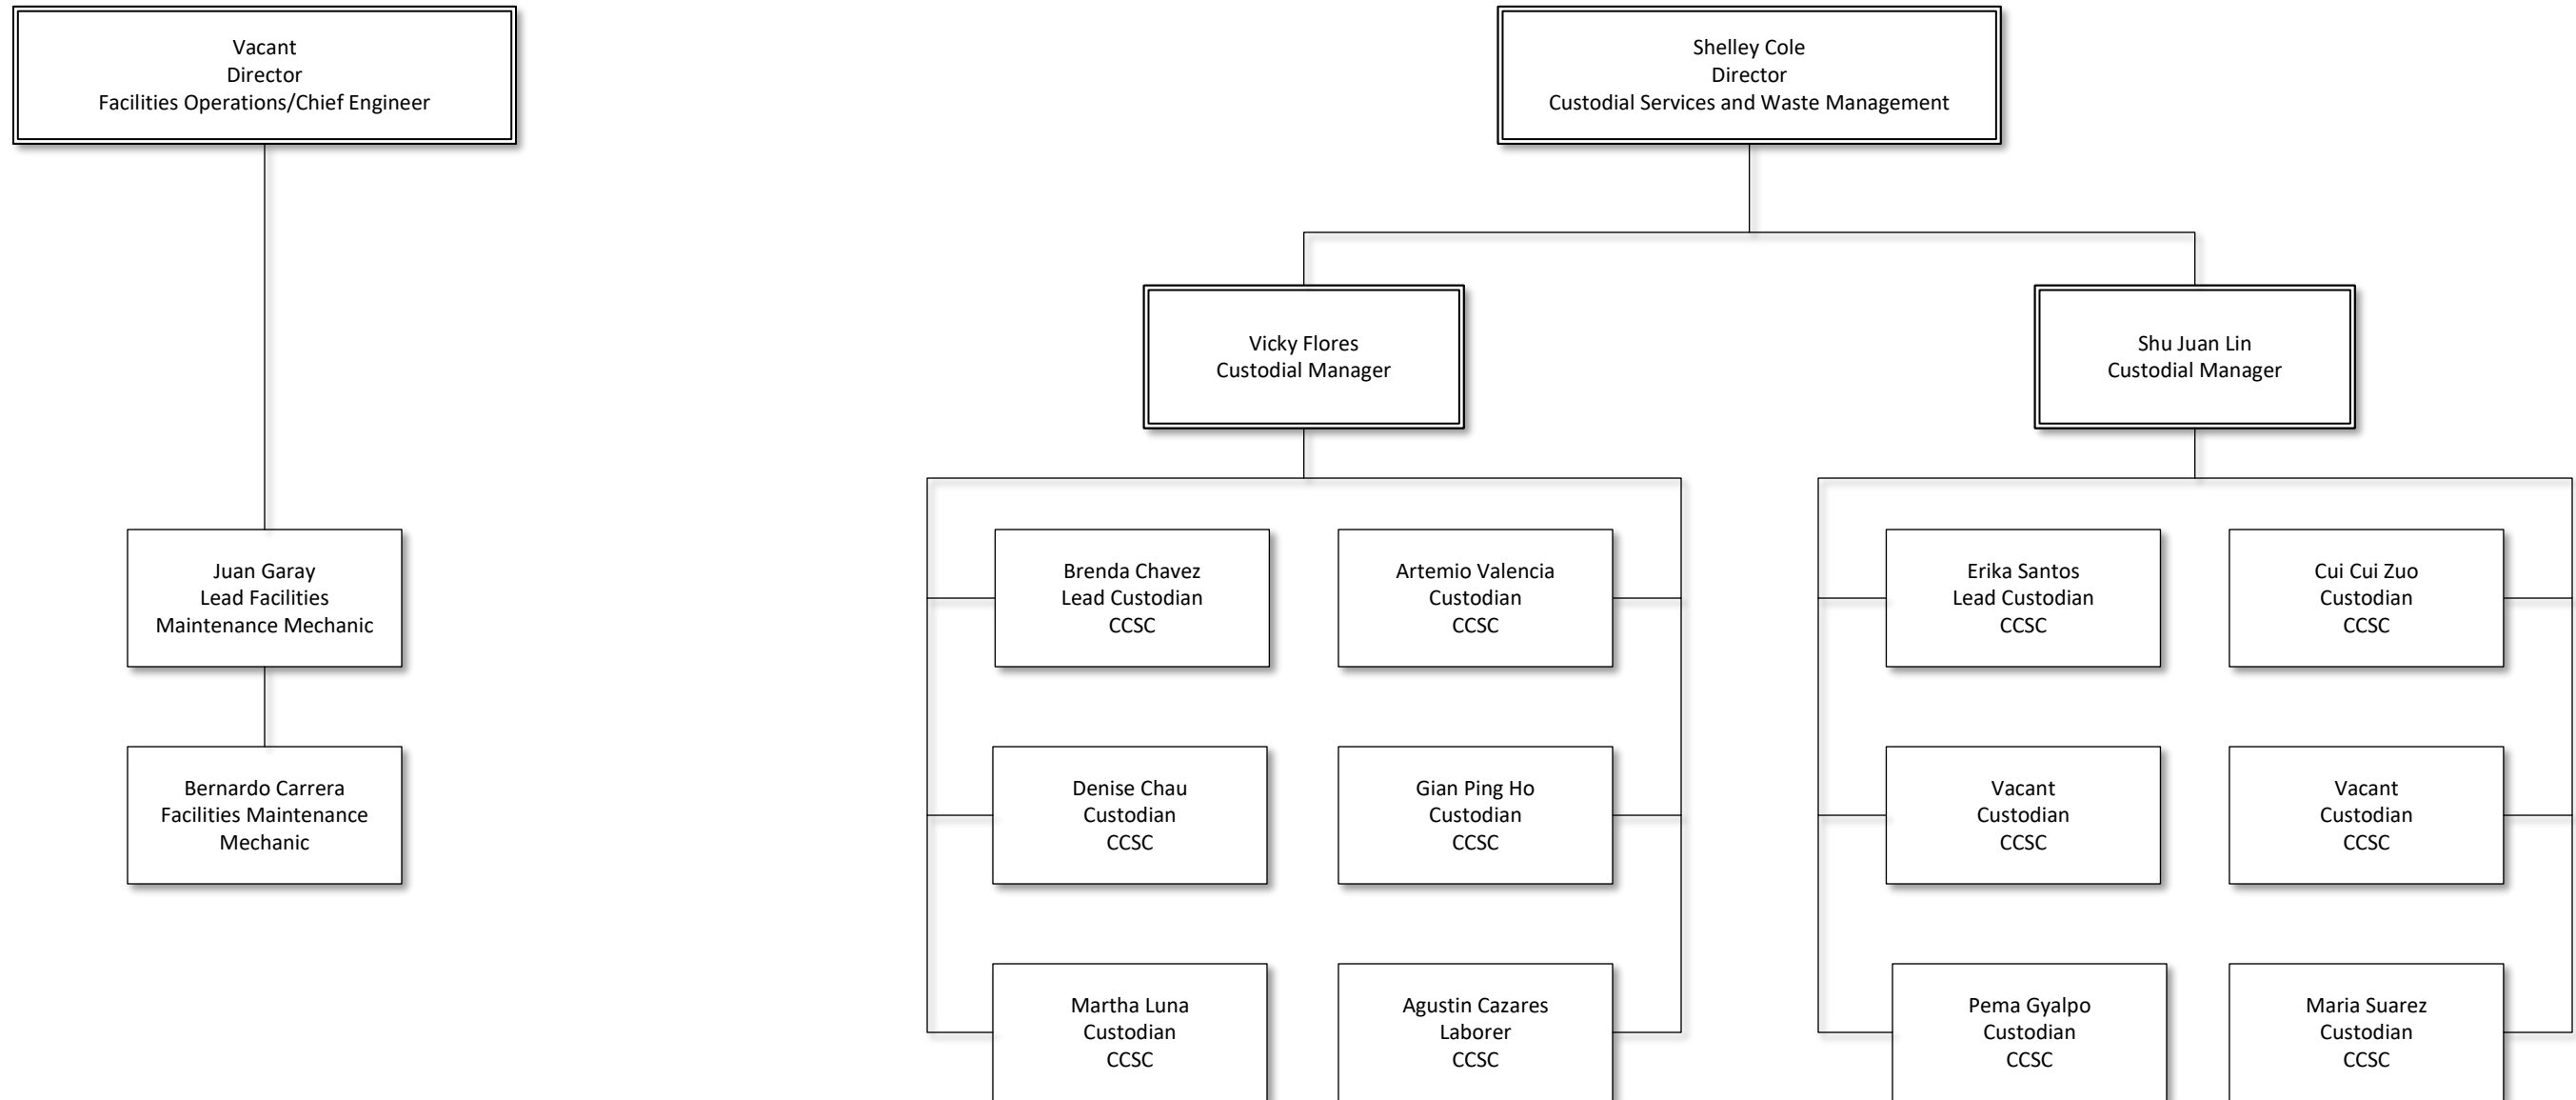 Vacant
Director
Facilities Operations/Chief Engineer
Shelley Cole
Director
Custodial Services and Waste Management
Vicky Flores
Custodial Manager
Shu Juan Lin
Custodial Manager
Juan Garay
Lead Facilities
Maintenance Mechanic
Brenda Chavez
Lead Custodian
CCSC
Artemio Valencia
Custodian
CCSC
Erika Santos
Lead Custodian
CCSC
Cui Cui Zuo
Custodian
CCSC
Bernardo Carrera
Facilities Maintenance
Mechanic
Denise Chau
Custodian
CCSC
Gian Ping Ho
Custodian
CCSC
Vacant
Custodian
CCSC
Vacant
Custodian
CCSC
Martha Luna
Custodian
CCSC
Agustin Cazares
Laborer
CCSC
Pema Gyalpo
Custodian
CCSC
Maria Suarez
Custodian
CCSC